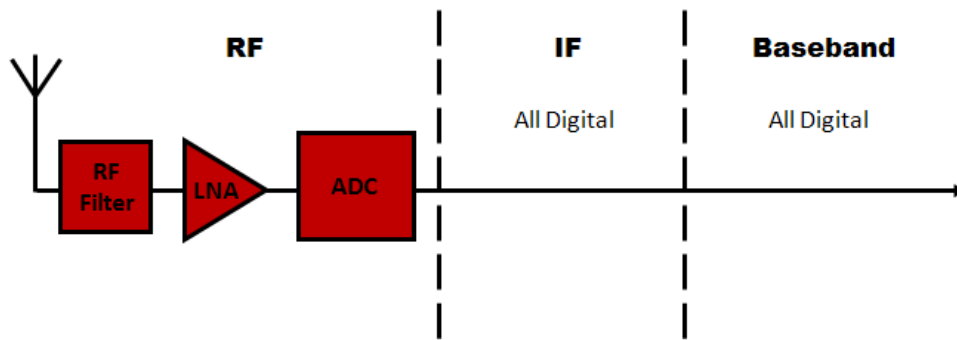 RF
IF
Baseband
All Digital
All Digital
RF
Filter
LNA
ADC